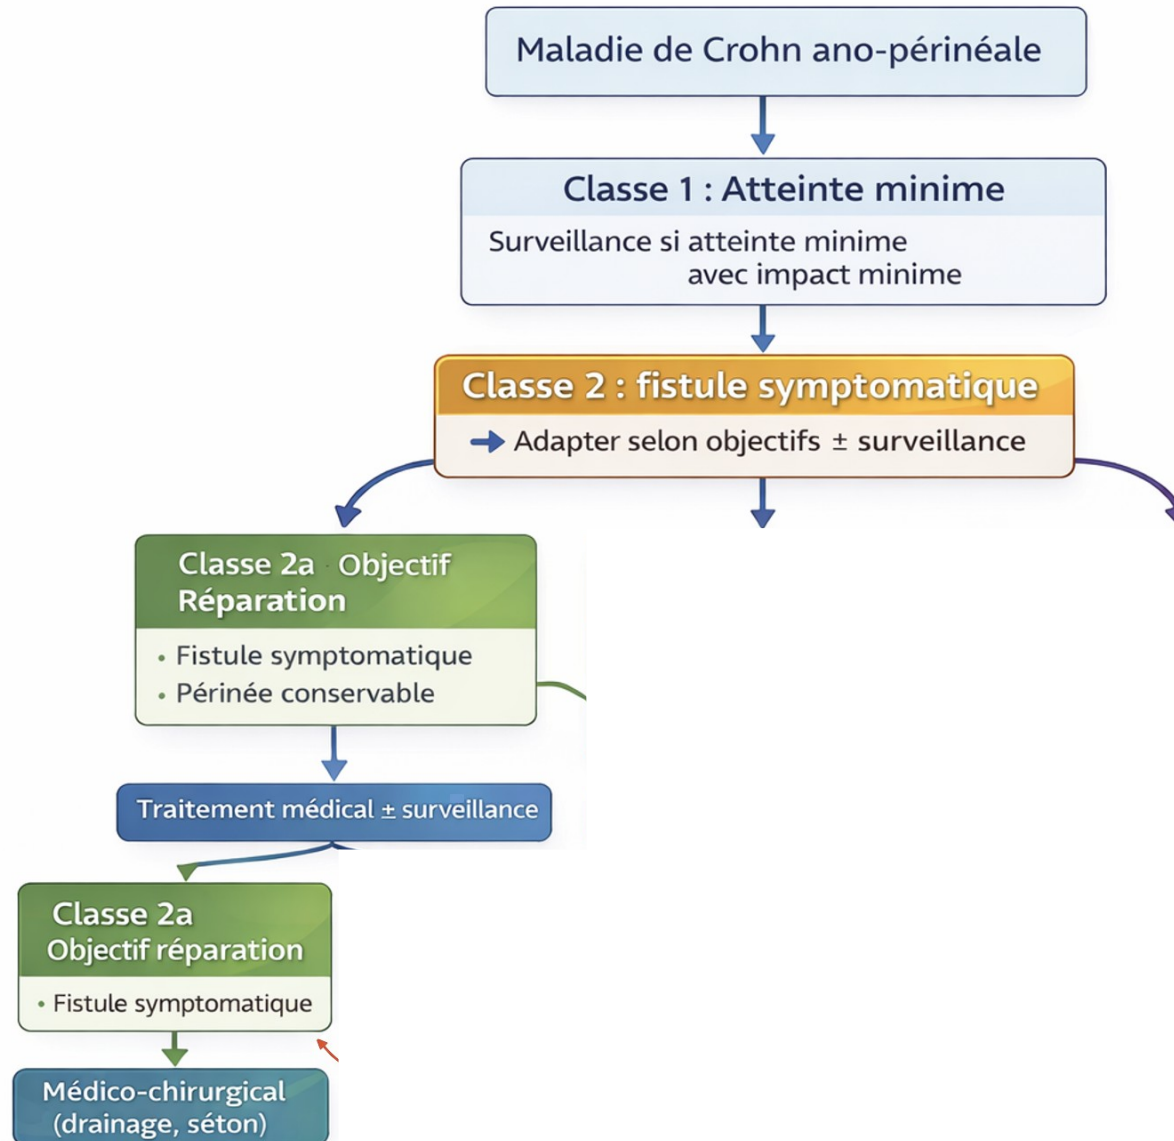 Maladie de Crohn ano-périnéale
Classe 1 : Atteinte minime
Surveillance si atteinte minime
avec impact minime
Classe 2 : fistule symptomatique
➔ Adapter selon objectifs ± surveillance
Classe 2a · Objectif
Réparation
• Fistule symptomatique
• Périnée conservable
Traitement médical ± surveillance
Classe 2a
Objectif réparation
• Fistule symptomatique
Médico-chirurgical
(drainage, séton)